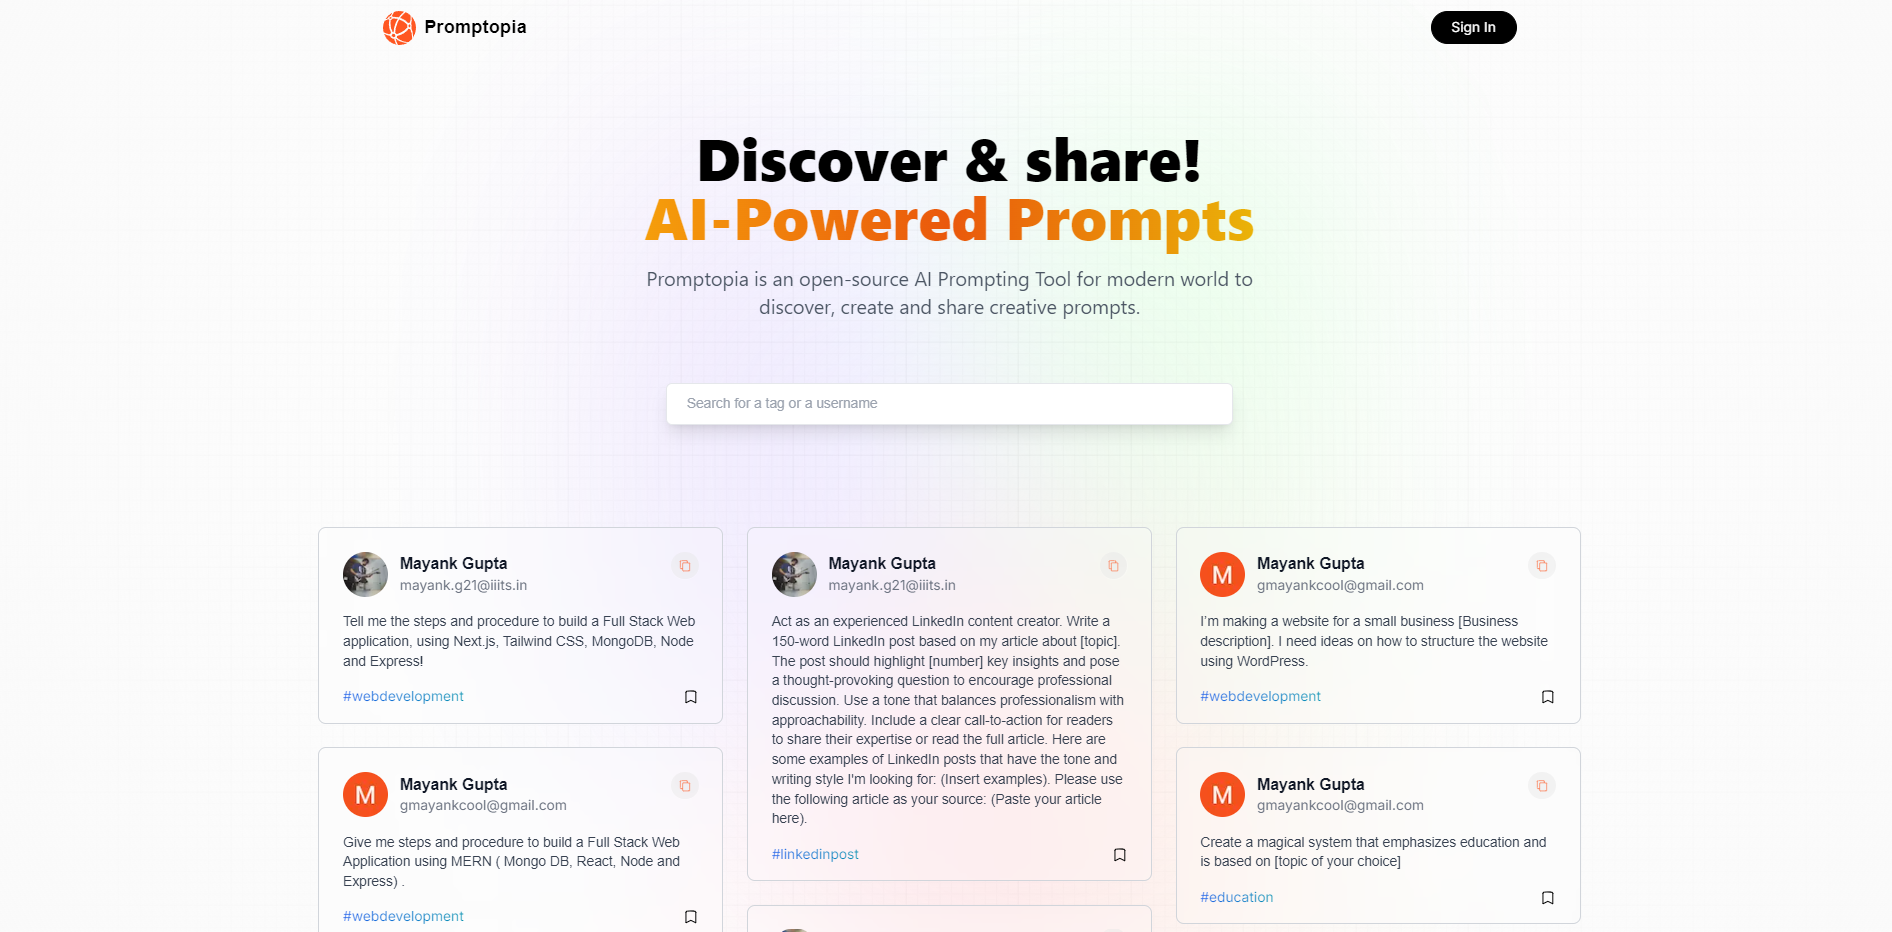 Promptopia
Sign In
Discover & share!
AI-Powered Prompts
Promptopia is an open-source AI Prompting Tool for modern world to
discover, create and share creative prompts.
Search for a tag or a username
Mayank Gupta
mayank.g21@iiits.in
Tell me the steps and procedure to build a Full Stack Web
application, using Next.js, Tailwind CSS, MongoDB, Node
and Express!
#webdevelopment
M
Mayank Gupta
gmayankcool@gmail.com
Give me steps and procedure to build a Full Stack Web
Application using MERN ( Mongo DB, React, Node and
Express) .
#webdevelopment
Mayank Gupta
mayank.g21@iiits.in
Act as an experienced LinkedIn content creator. Write a
150-word LinkedIn post based on my article about [topic].
The post should highlight [number] key insights and pose
a thought-provoking question to encourage professional
discussion. Use a tone that balances professionalism with
approachability. Include a clear call-to-action for readers
to share their expertise or read the full article. Here are
some examples of LinkedIn posts that have the tone and
writing style I'm looking for: (Insert examples). Please use
the following article as your source: (Paste your article
here).
#linkedinpost
M
Mayank Gupta
gmayankcool@gmail.com
I’m making a website for a small business [Business
description]. I need ideas on how to structure the website
using WordPress.
#webdevelopment
M
Mayank Gupta
gmayankcool@gmail.com
Create a magical system that emphasizes education and
is based on [topic of your choice]
#education